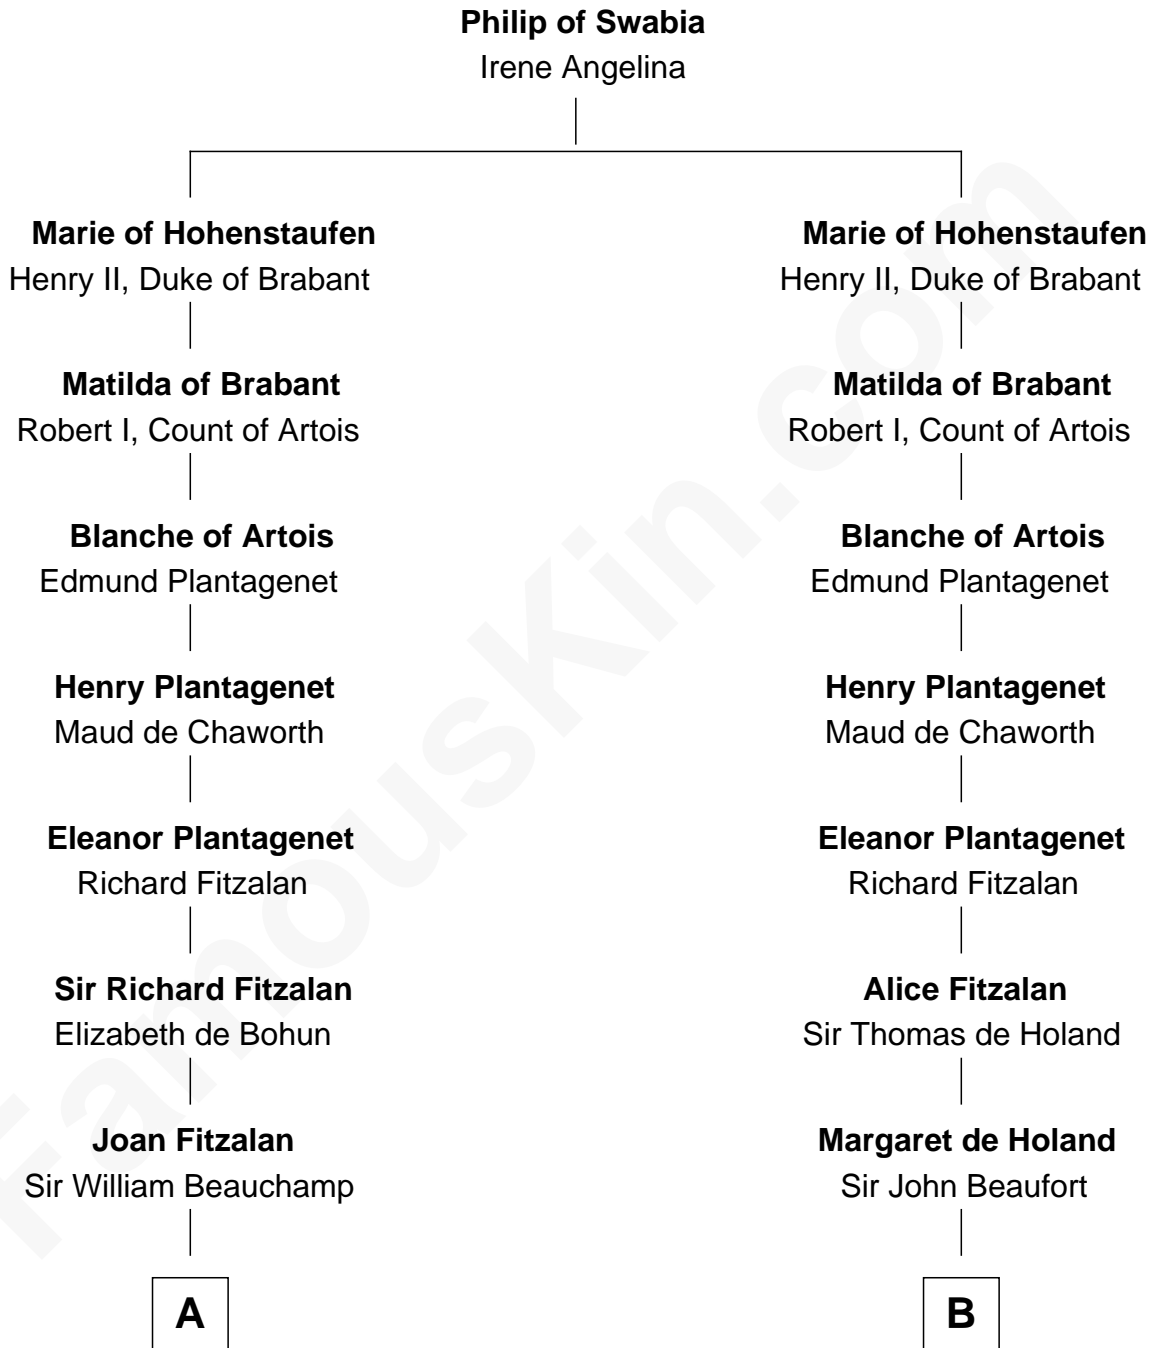 Philip of Swabia
Irene Angelina
Marie of Hohenstaufen
Henry II, Duke of Brabant
Matilda of Brabant
Robert I, Count of Artois
Blanche of Artois
Edmund Plantagenet
Henry Plantagenet
Maud de Chaworth
Eleanor Plantagenet
Richard Fitzalan
Sir Richard Fitzalan
Elizabeth de Bohun
Joan Fitzalan
Sir William Beauchamp
A
Marie of Hohenstaufen
Henry II, Duke of Brabant
Matilda of Brabant
Robert I, Count of Artois
Blanche of Artois
Edmund Plantagenet
Henry Plantagenet
Maud de Chaworth
Eleanor Plantagenet
Richard Fitzalan
Alice Fitzalan
Sir Thomas de Holand
Margaret de Holand
Sir John Beaufort
B
FamousKin.com